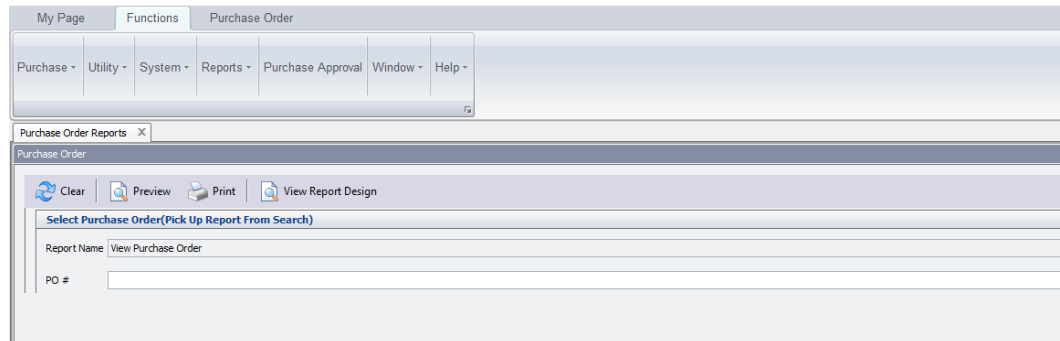 My Page Functions Purchase Order
Purchase Utility System Reports Purchase Approval Window Help
Purchase Order Reports X
Purchase Order
Clear Preview Print View Report Design
Select Purchase Order(Pick Up Report From Search)
Report Name View Purchase Order
PO #